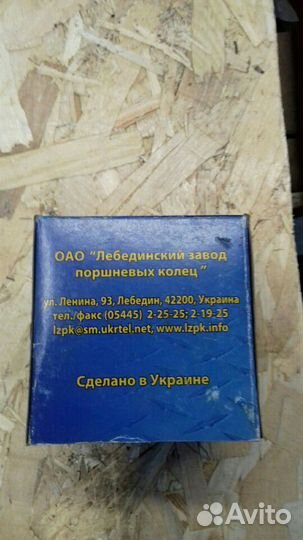 ОАО "Лебединский завод
поршневых колец"
ул. Ленина, 93, Лебедин, 42200, Украина
тел./факс (05445) 2-25-25; 2-19-25
lzpk@sm.ukrtel.net, www.lzpk.info
Сделано в Украине
Avito